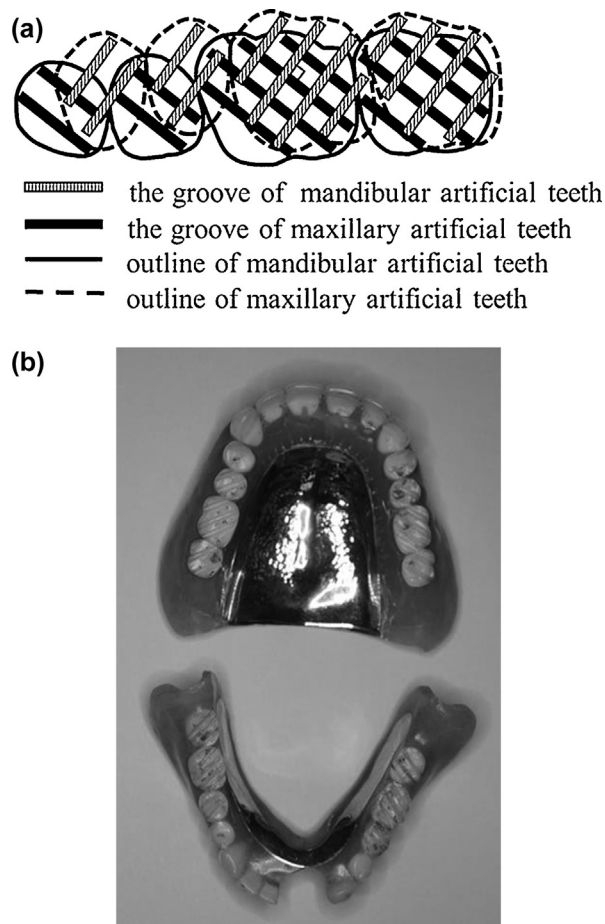 (a)
the groove of mandibular artificial teeth
the groove of maxillary artificial teeth
outline of mandibular artificial teeth
outline of maxillary artificial teeth
(b)